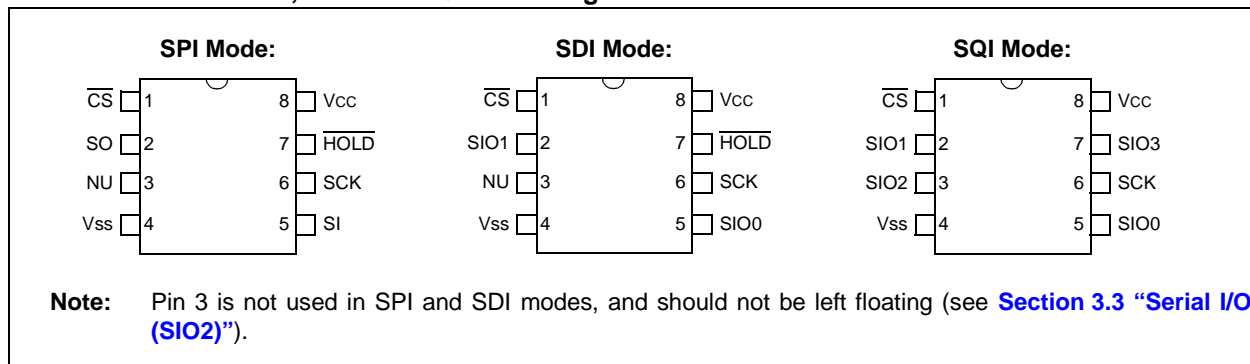 SPI Mode: SDI Mode: SQI Mode:
CS 1 8 VCC CS 1 8 VCC CS 1 8 VCC
SO 2 7 HOLD SIO1 2 7 HOLD SIO1 2 7 SIO3
NU 3 6 SCK NU 3 6 SCK SIO2 3 6 SCK
Vss 4 5 SI Vss 4 5 SIO0 Vss 4 5 SIO0
Note: Pin 3 is not used in SPI and SDI modes, and should not be left floating (see Section 3.3 “Serial I/O
(SIO2)”).